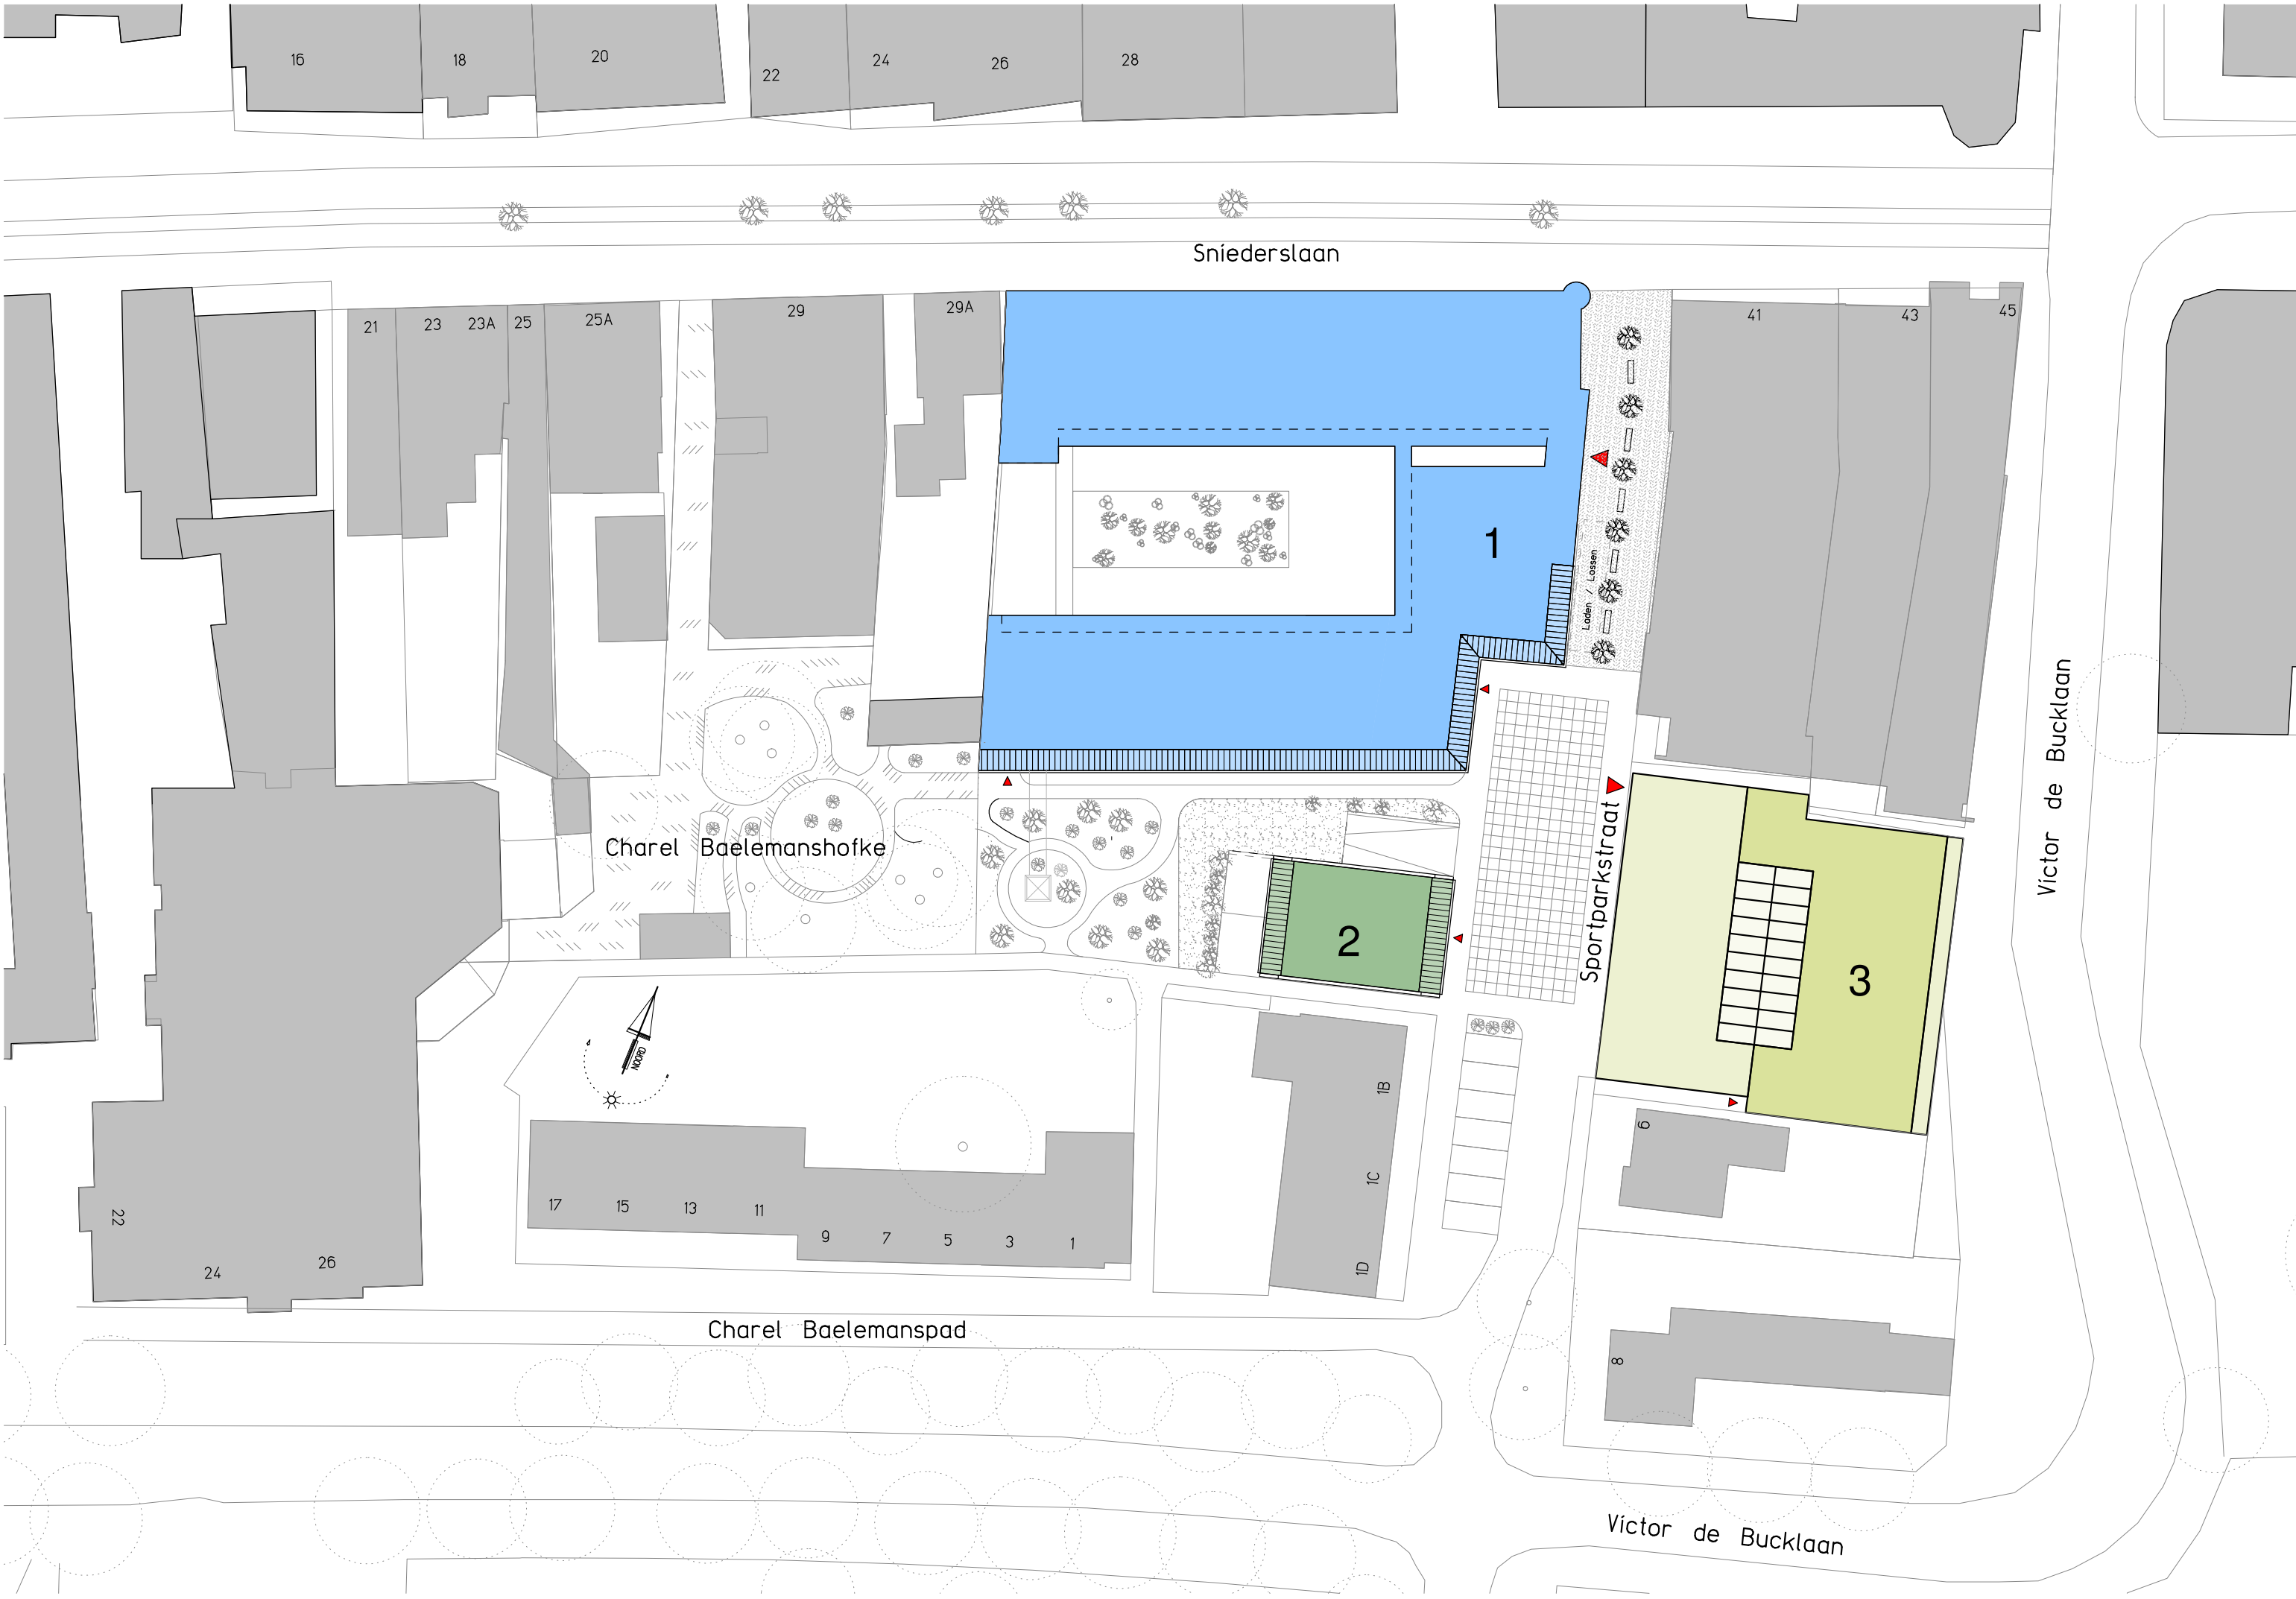 16
18
20
22
24
26
28
Sniederslaan
21
23
23A
25
25A
29
29A
41
43
45
1
Laden / Lossen
Victor de Bucklaan
Charel Baelemanshofke
Sportparkstraat
2
3
NOORD
1B
6
1C
17
15
13
11
9
7
5
3
1
1D
22
24
26
Charel Baelemanspad
8
Victor de Bucklaan